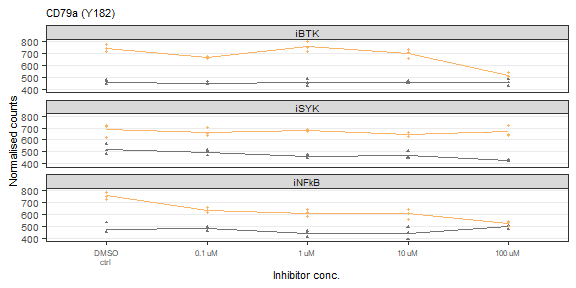 CD79a (Y182)
iBTK
800
700
600
500
400
iSYK
800
700
600
500
400
iNFkB
800
700
600
500
400
Normalised counts
DMSO
ctrl
0.1 uM
1 uM
10 uM
100 uM
Inhibitor conc.